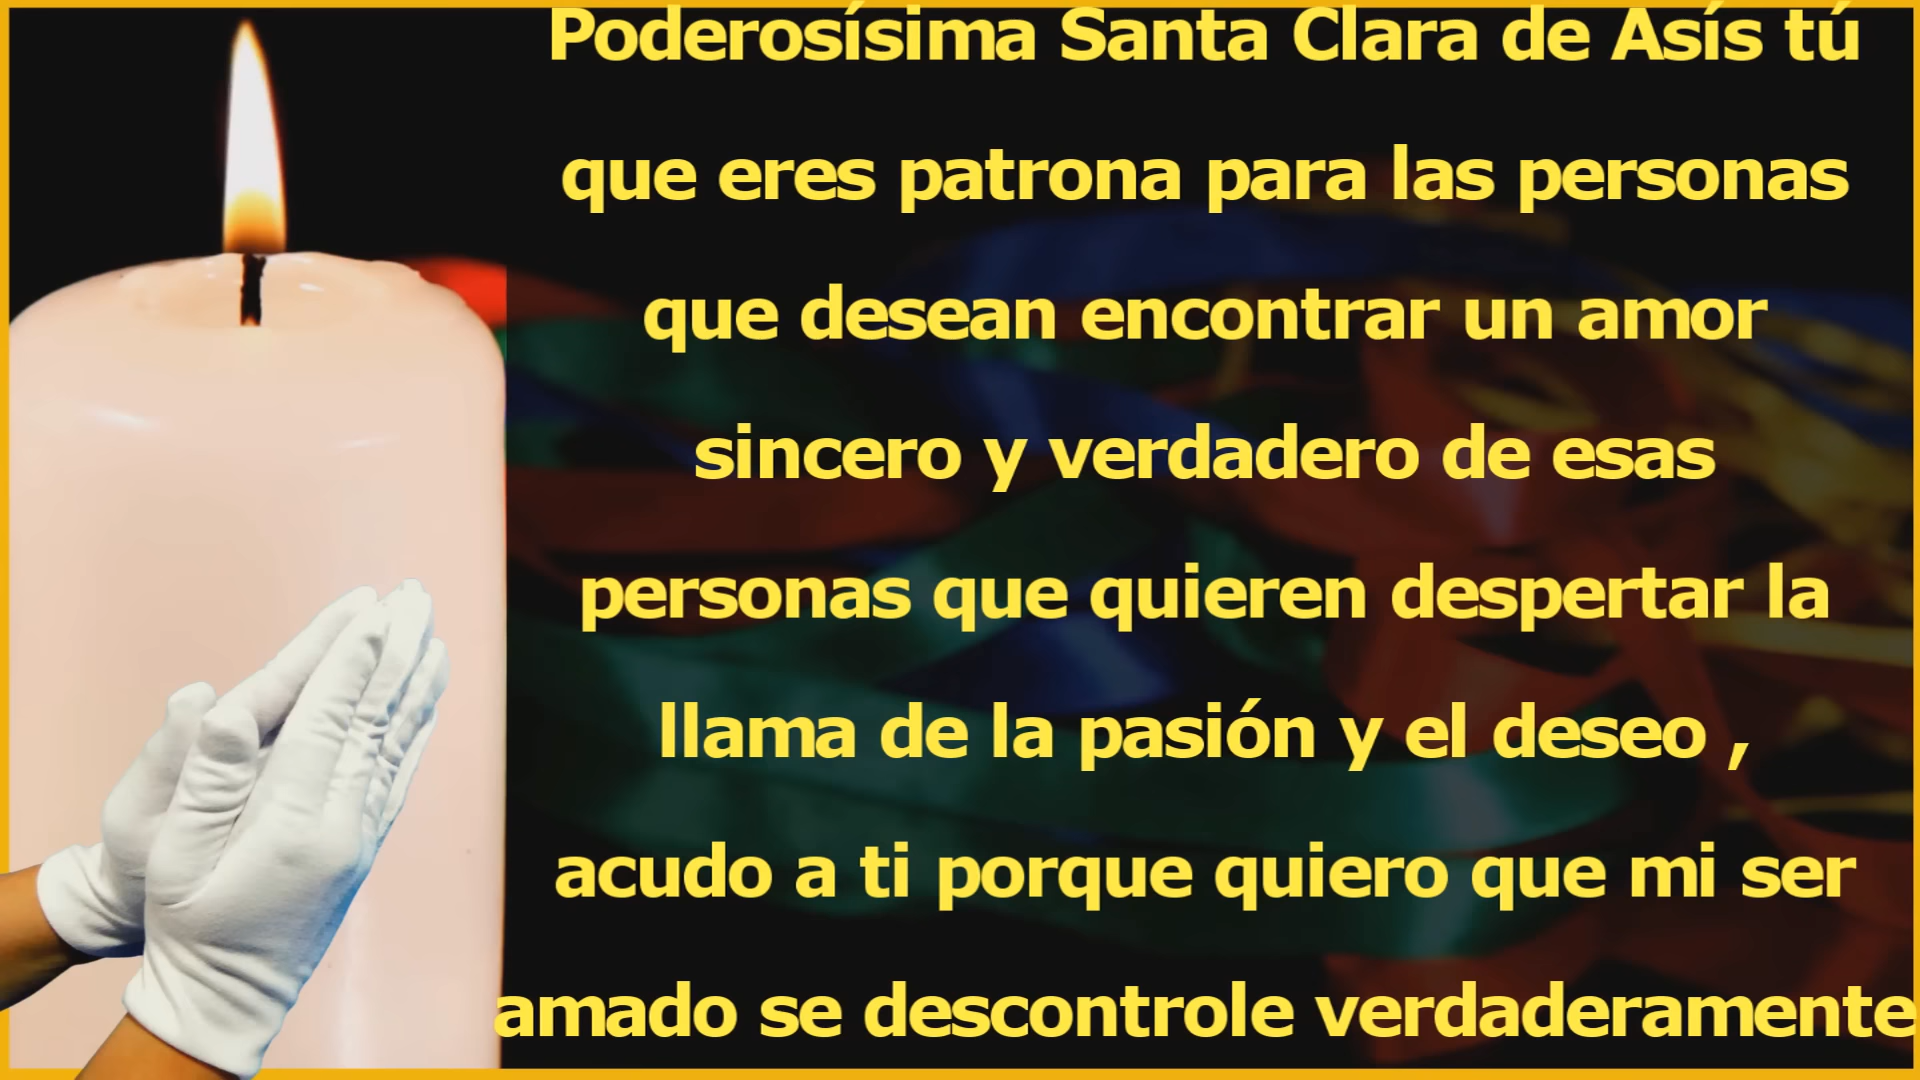 Poderosísima Santa Clara de Asís tú
que eres patrona para las personas
que desean encontrar un amor
sincero y verdadero de esas
personas que quieren despertar la
llama de la pasión y el deseo ,
acudo a ti porque quiero que mi ser
amado se descontrole verdaderamente